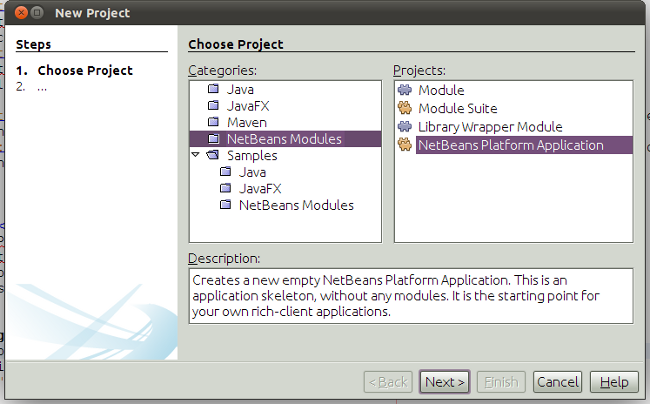 New Project
Steps
1. Choose Project
2. ...
Choose Project
Categories:
Java
JavaFX
Maven
NetBeans Modules
Samples
Java
JavaFX
NetBeans Modules
Projects:
Module
Module Suite
Library Wrapper Module
NetBeans Platform Application
Description:
Creates a new empty NetBeans Platform Application. This is an
application skeleton, without any modules. It is the starting point for
your own rich-client applications.
< Back
Next >
Finish
Cancel
Help